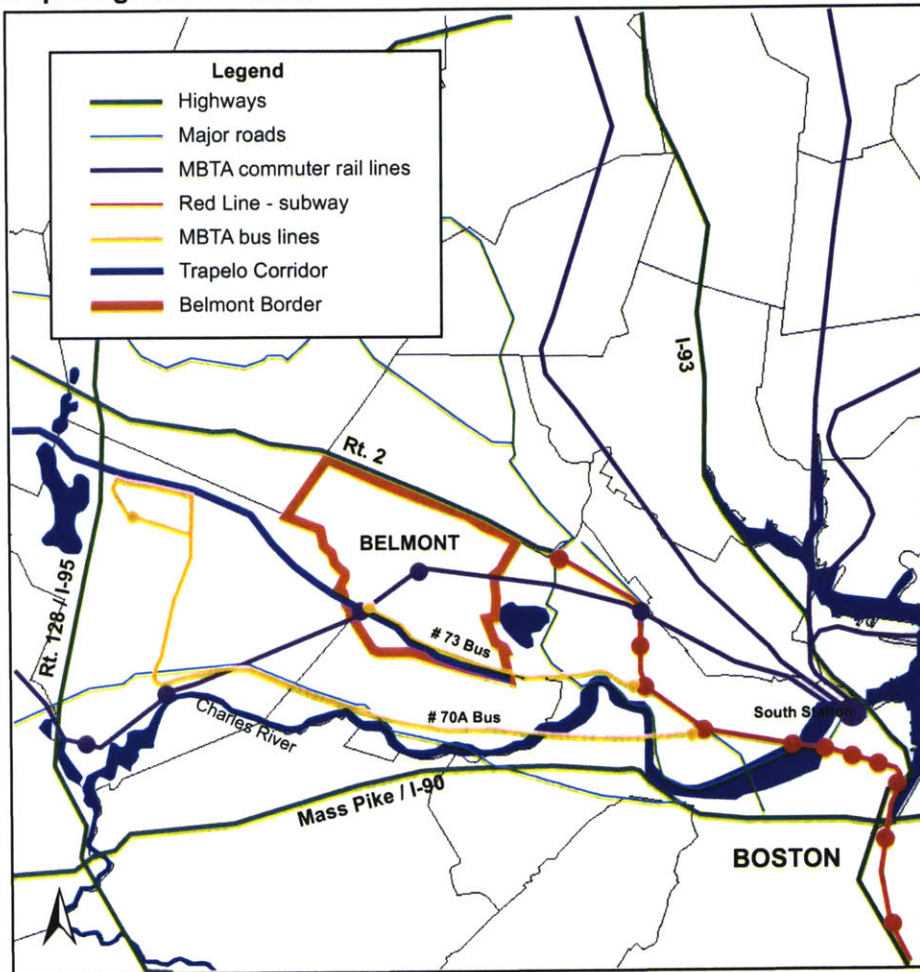 Legend
Highways
Major roads
MBTA commuter rail lines
Red Line - subway
MBTA bus lines
Trapelo Corridor
Belmont Border
I-93
Rt. 2
BELMONT
Rt. 128 / I-95
# 73 Bus
Charles River
# 70A Bus
South Station
Mass Pike / I-90
BOSTON